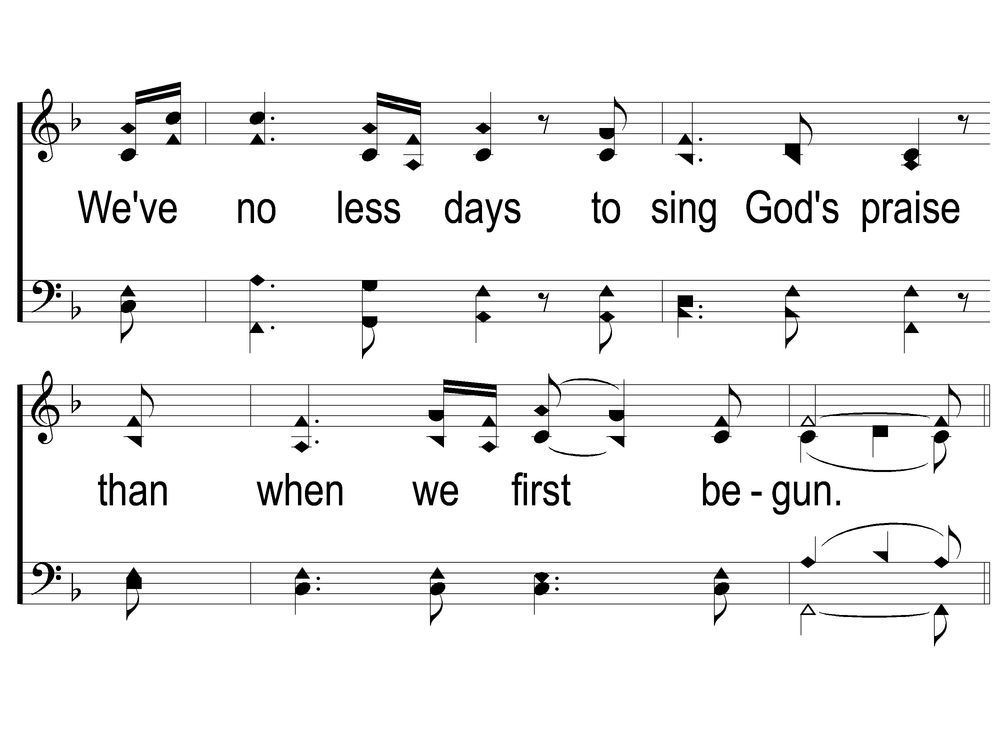 We've no less days to sing God's praise
than when we first be - gun.